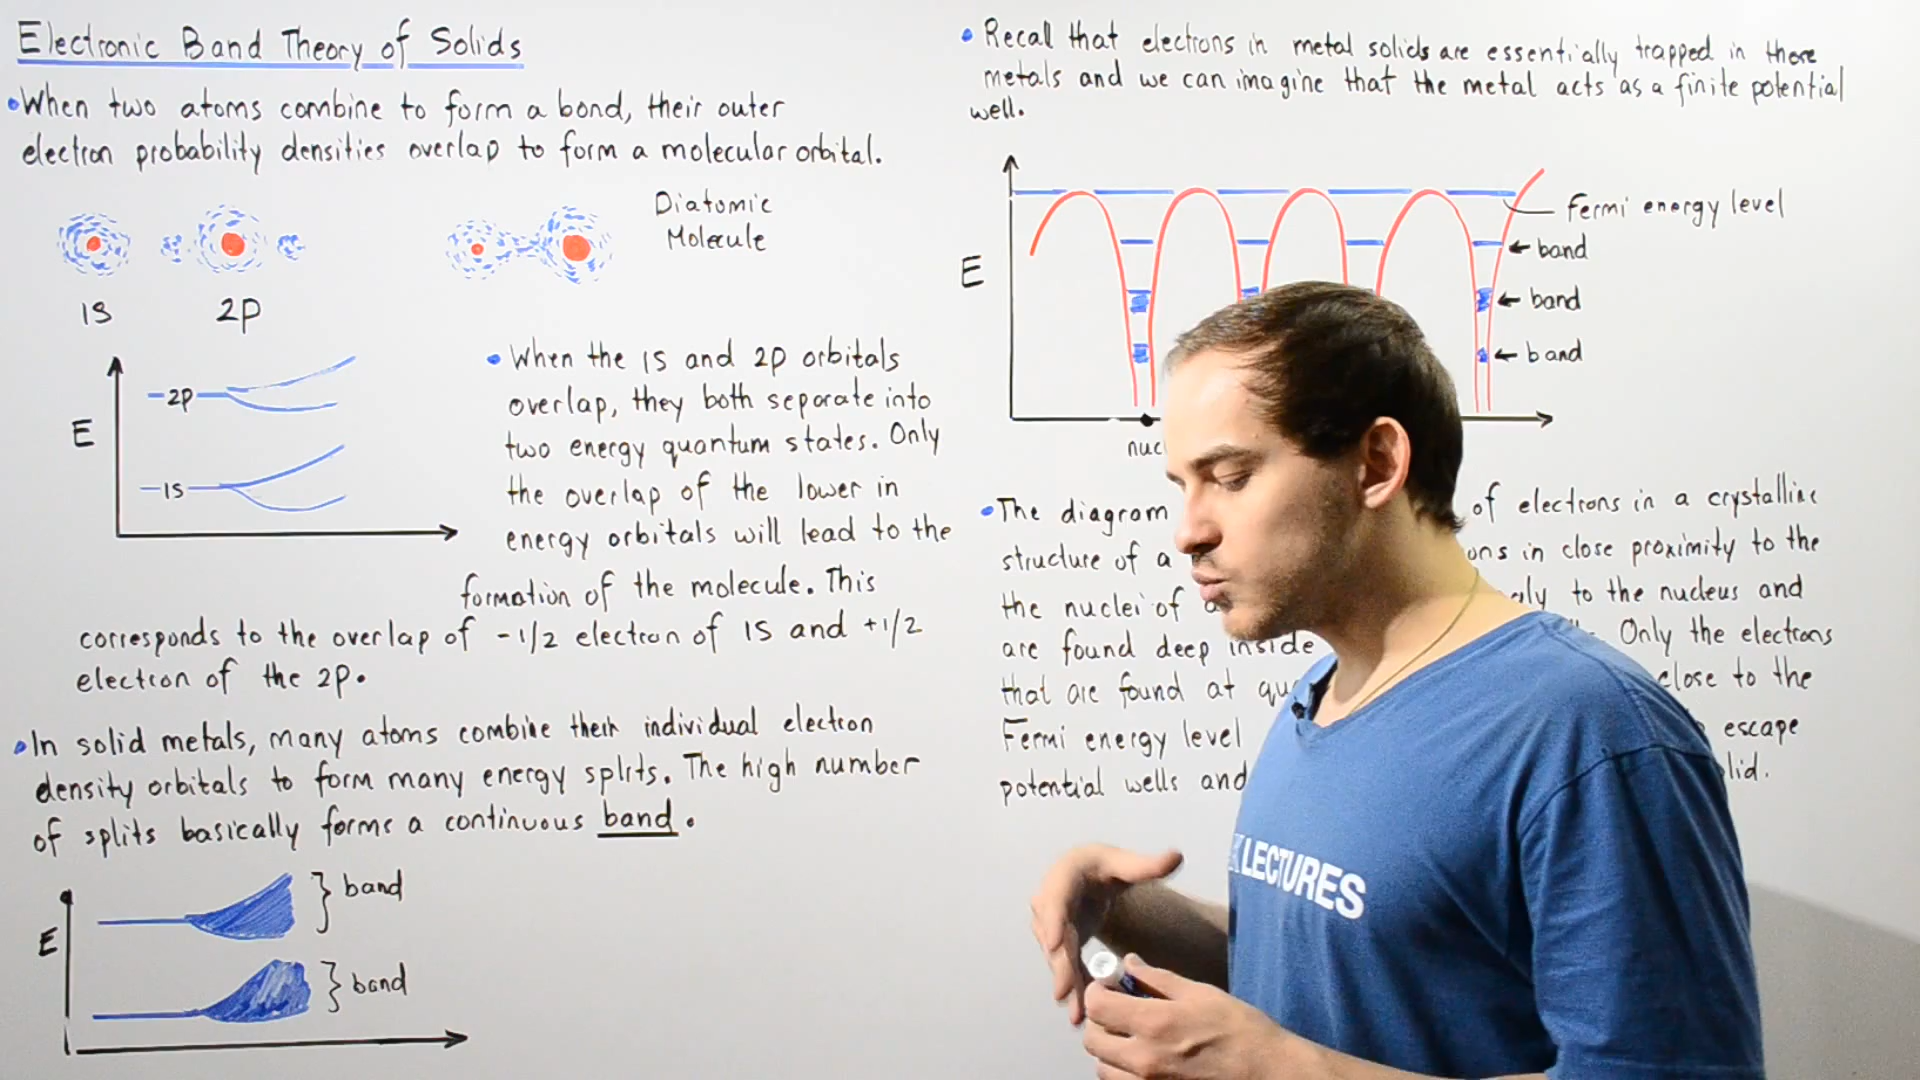 Electronic Band Theory of Solids
•When two atoms combine to form a bond, their outer
electron probability densities overlap to form a molecular orbital.
Diatomic
Molecule
1S 2p
E
2p
1S
• When the 1S and 2p orbitals
overlap, they both separate into
two energy quantum states. Only
the overlap of the lower in
energy orbitals will lead to the
formation of the molecule. This
corresponds to the overlap of -1/2 electron of 1S and +1/2
electron of the 2p.
•In solid metals, many atoms combine their individual electron
density orbitals to form many energy splits. The high number
of splits basically forms a continuous band.
E
band
band
• Recall that electrons in metal solids are essentially trapped in these
metals and we can imagine that the metal acts as a finite potential
well.
E
Fermi energy level
band
band
band
nuc
•The diagram of electrons in a crystalline
structure of a ons in close proximity to the
the nuclei of to the nucleus and
are found deep inside Only the electrons
that are found at qu close to the
Fermi energy level escape
potential wells and lid.
LECTURES